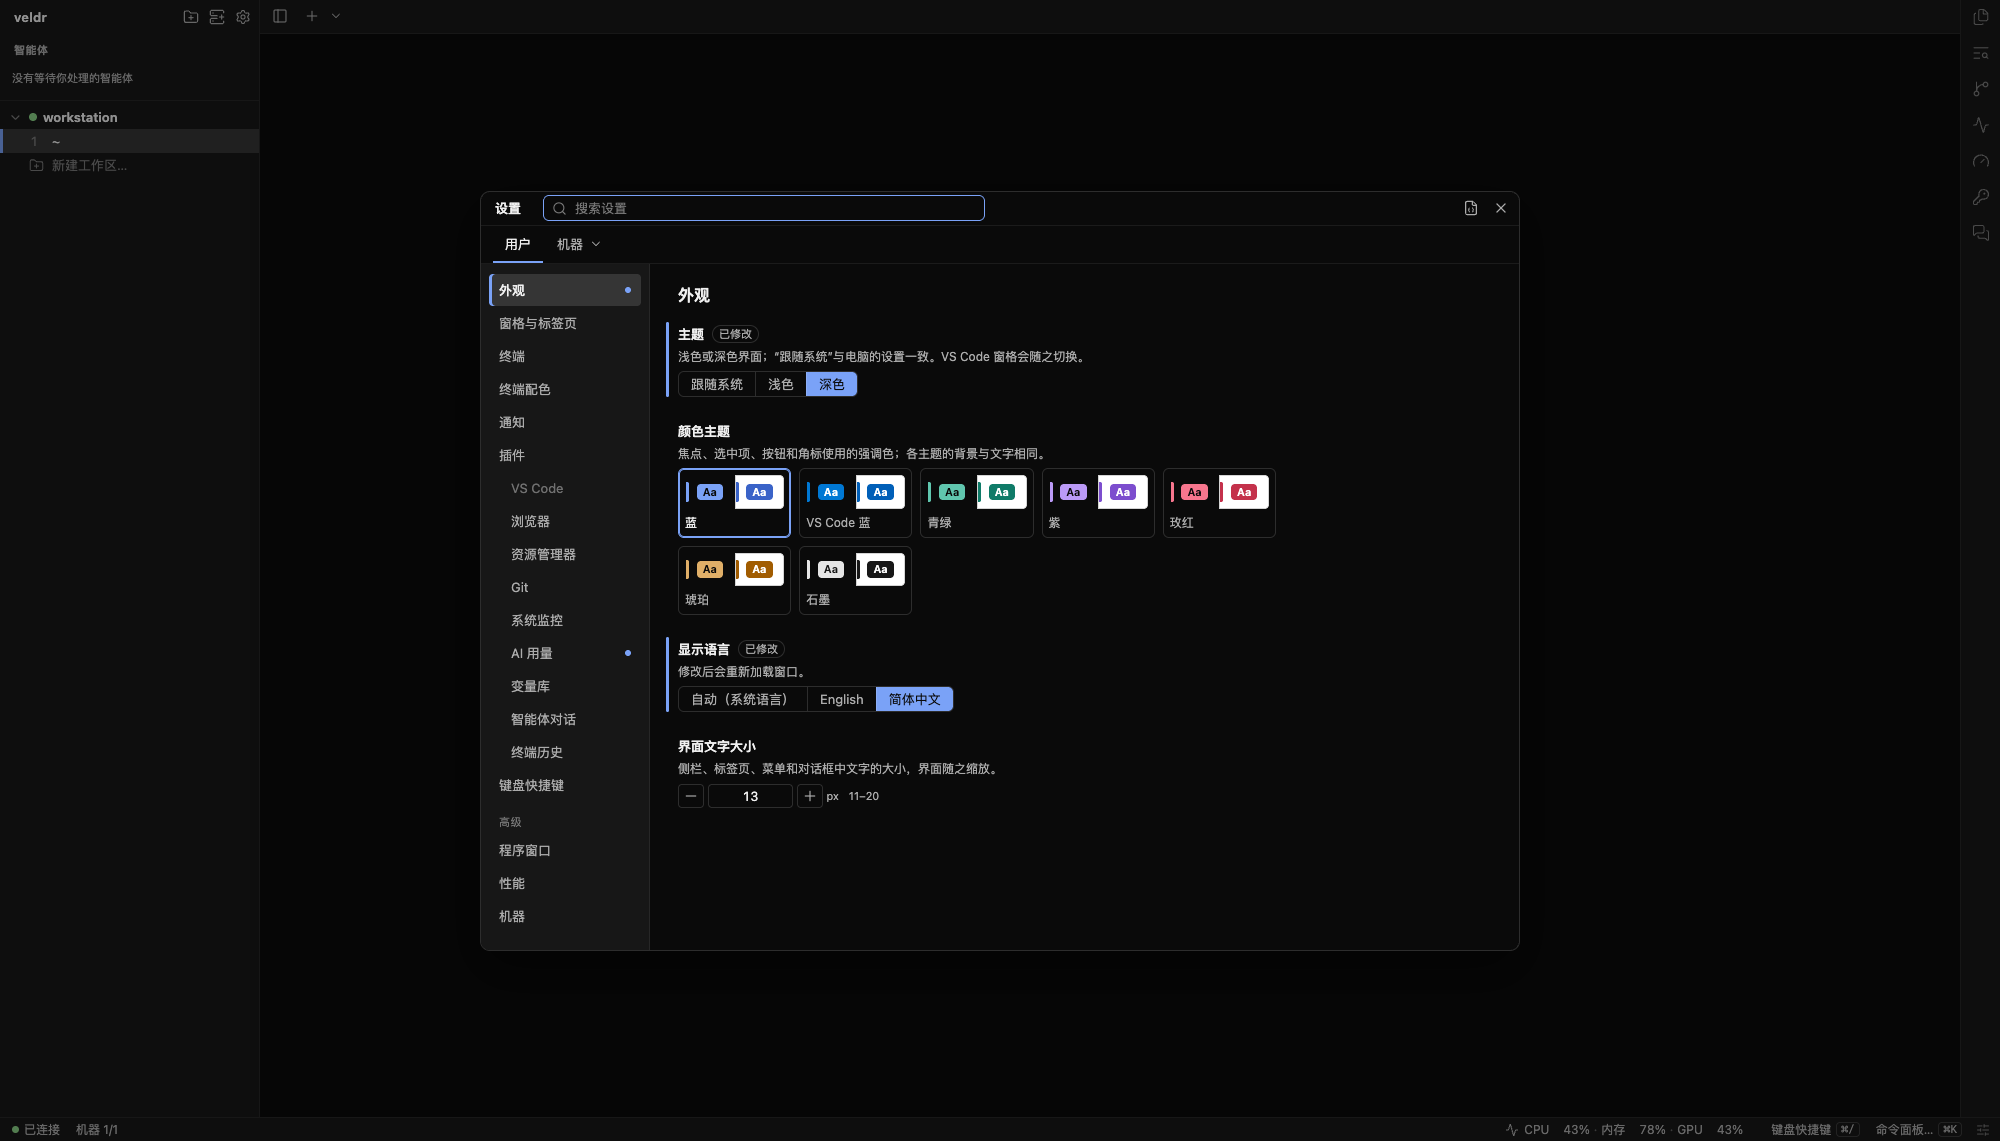 veldr
智能体
没有等待你处理的智能体
workstation
1 ~
新建工作区...
设置 搜索设置
用户 机器
外观
窗格与标签页
终端
终端配色
通知
插件
VS Code
浏览器
资源管理器
Git
系统监控
AI 用量
变量库
智能体对话
终端历史
键盘快捷键
高级
程序窗口
性能
机器
外观
主题 已修改
浅色或深色界面；“跟随系统”与电脑的设置一致。VS Code 窗格会随之切换。
跟随系统 浅色 深色
颜色主题
焦点、选中项、按钮和角标使用的强调色；各主题的背景与文字相同。
Aa Aa Aa Aa Aa Aa Aa Aa Aa Aa
蓝 VS Code 蓝 青绿 紫 玫红
Aa Aa Aa Aa
琥珀 石墨
显示语言 已修改
修改后会重新加载窗口。
自动（系统语言） English 简体中文
界面文字大小
侧栏、标签页、菜单和对话框中文字的大小，界面随之缩放。
13 px 11–20
已连接 机器 1/1 CPU 43% · 内存 78% · GPU 43% 键盘快捷键 ⌘/ 命令面板... ⌘K